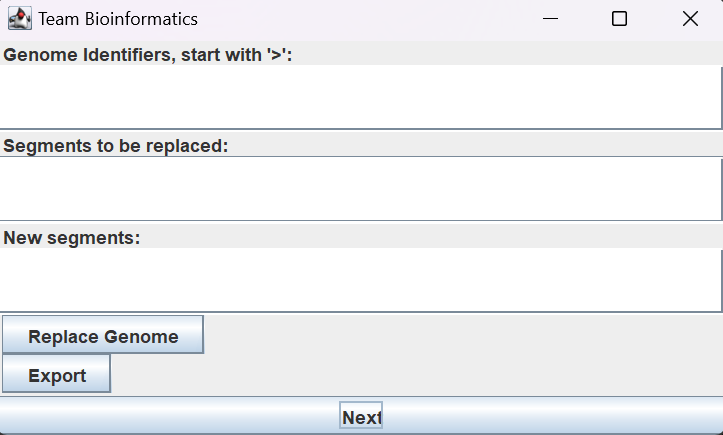 Team Bioinformatics
Genome Identifiers, start with '>':
Segments to be replaced:
New segments:
Replace Genome
Export
Next